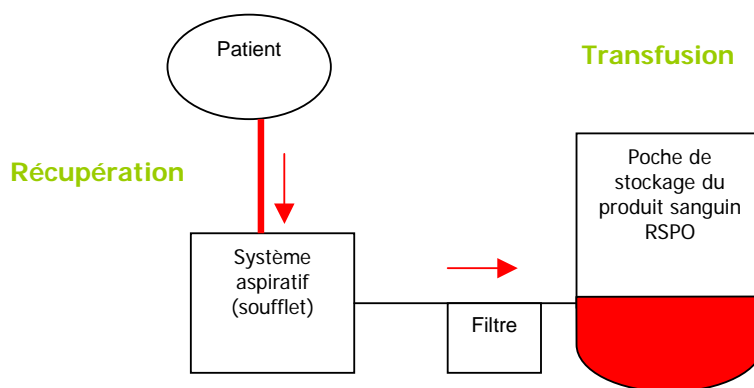 Patient
Transfusion
Récupération
Poche de
stockage du
produit sanguin
RSPO
Système
aspiratif
(soufflet)
Filtre